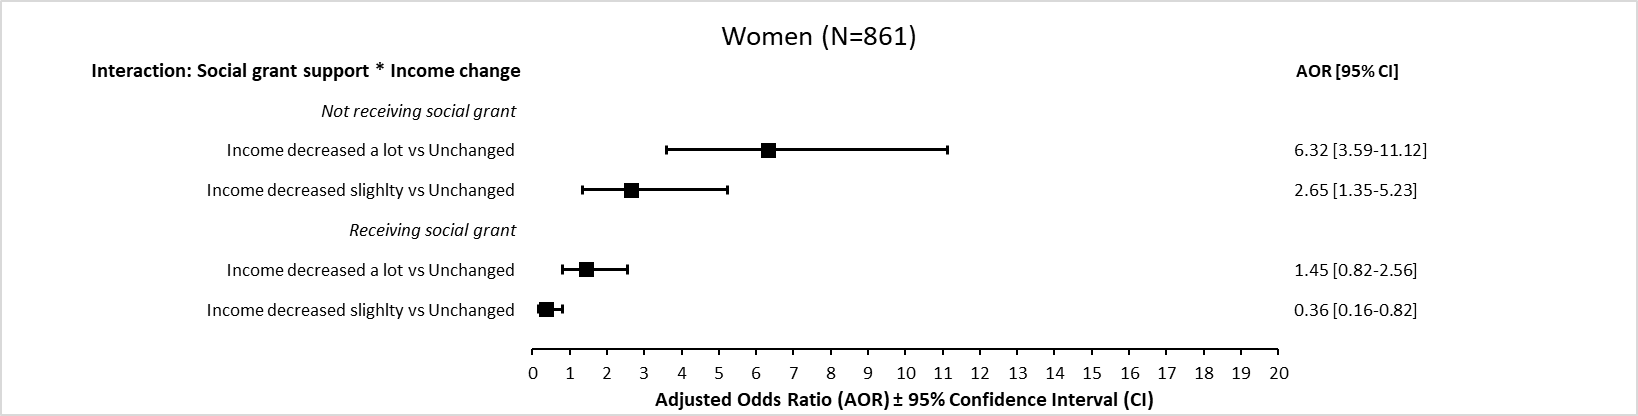 Women (N=861)
Interaction: Social grant support * Income change AOR [95% CI]
Not receiving social grant
Income decreased a lot vs Unchanged 6.32 [3.59-11.12]
Income decreased slighlty vs Unchanged 2.65 [1.35-5.23]
Receiving social grant
Income decreased a lot vs Unchanged 1.45 [0.82-2.56]
Income decreased slighlty vs Unchanged 0.36 [0.16-0.82]
0 1 2 3 4 5 6 7 8 9 10 11 12 13 14 15 16 17 18 19 20
Adjusted Odds Ratio (AOR) ± 95% Confidence Interval (CI)